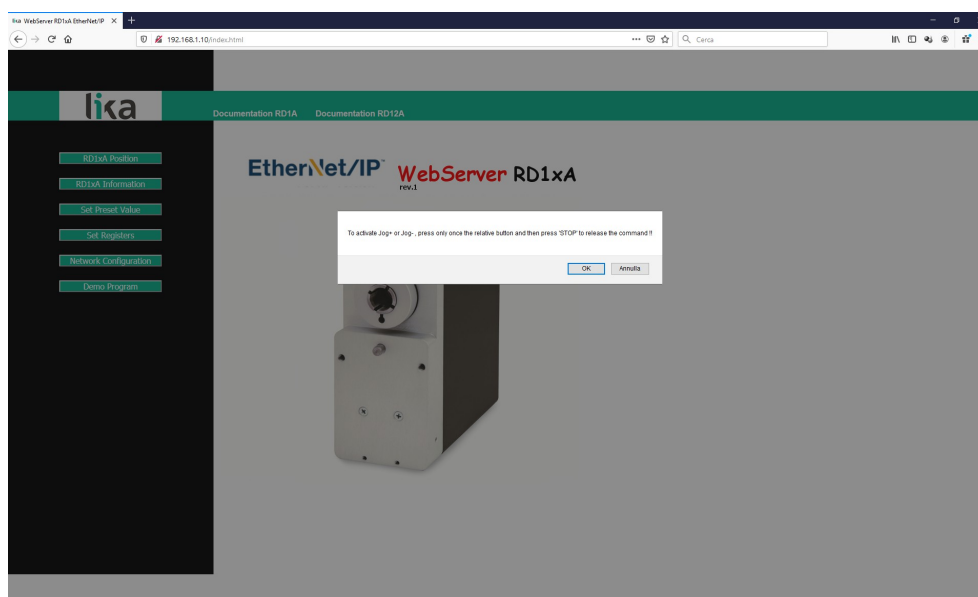 lika WebServer RD1xA EtherNet/IP
192.168.1.10/index.html
Cerca
lika
Documentation RD1A Documentation RD12A
RD1xA Position
RD1xA Information
Set Preset Value
Set Registers
Network Configuration
Demo Program
EtherNet/IP™ WebServer RD1xA
rev.1
To activate Jog+ or Jog- , press only once the relative button and then press 'STOP' to release the command !!
OK Annulla